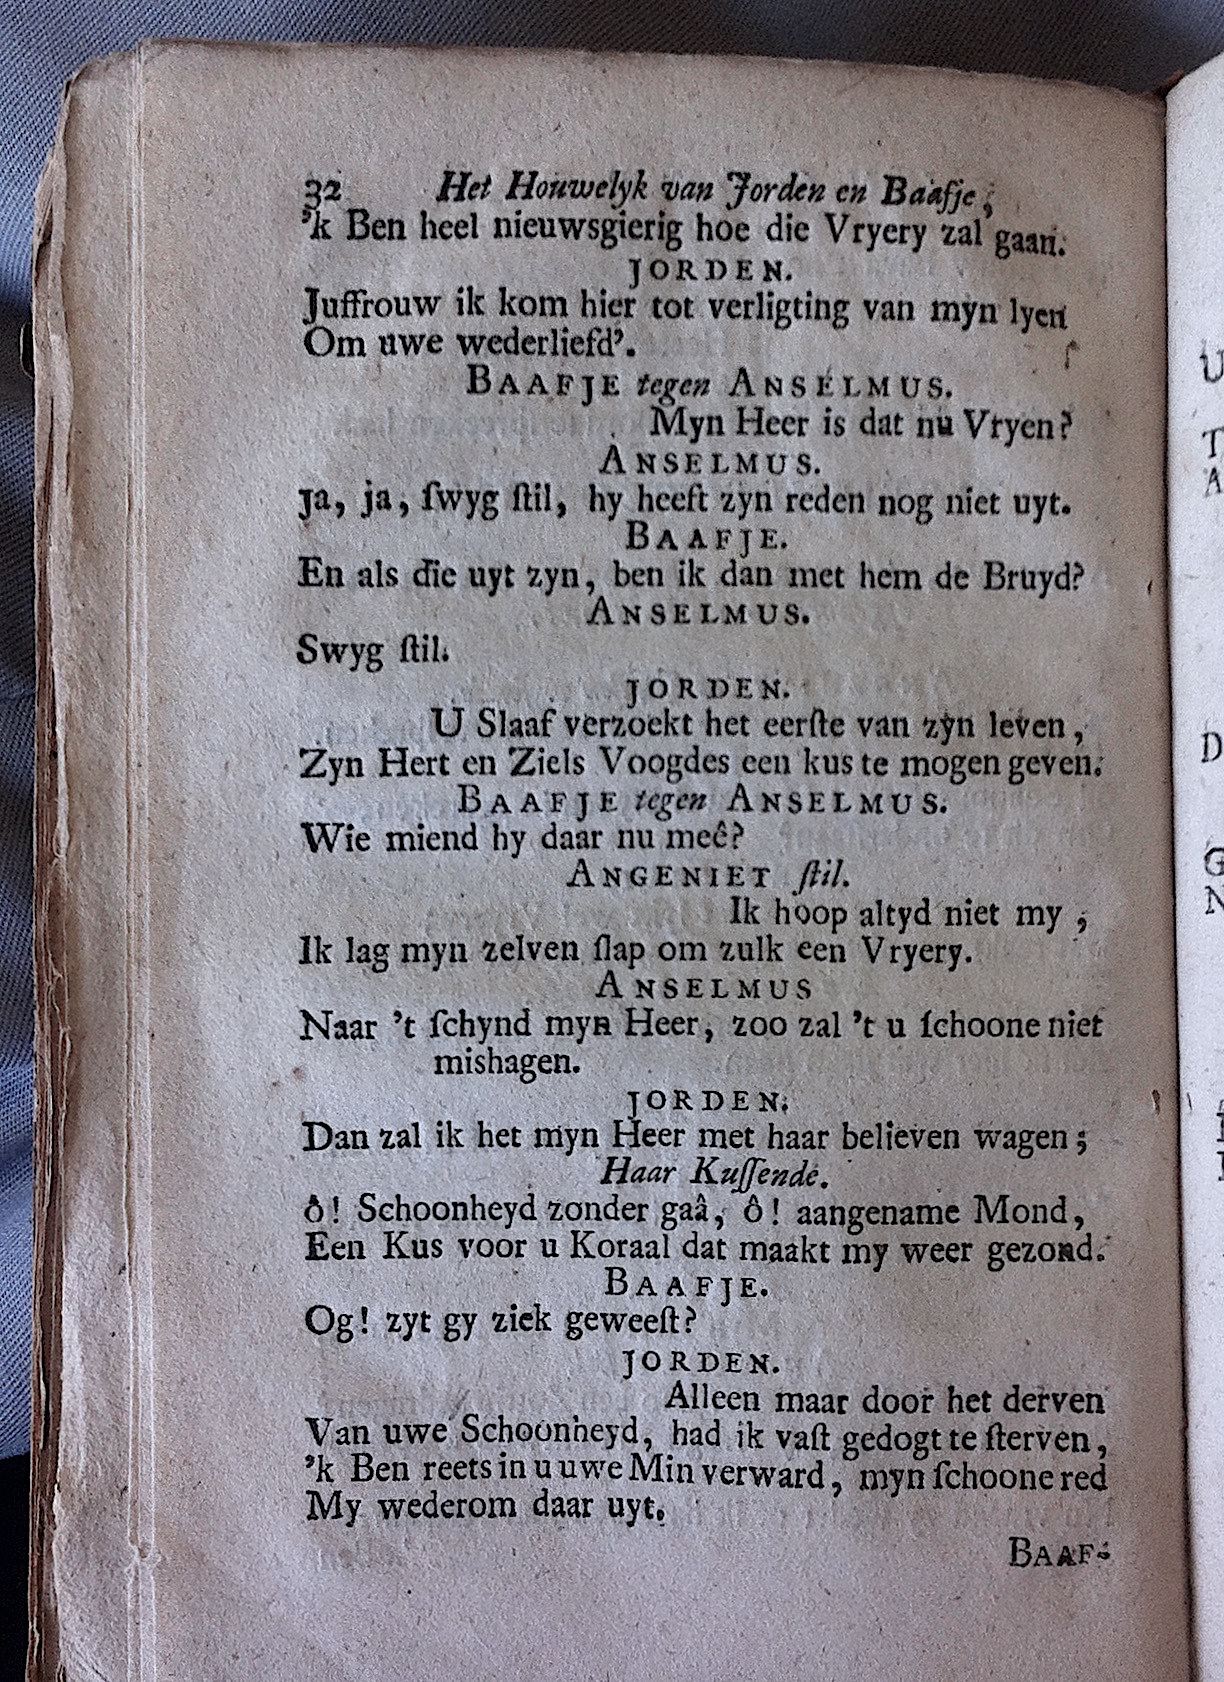 32 Het Houwelyk van Jorden en Baafje,
'k Ben heel nieuwsgierig hoe die Vryery zal gaan.
JORDEN.
Juffrouw ik kom hier tot verligting van myn lyen
Om uwe wederliefd'.
BAAFJE tegen ANSELMUS.
Myn Heer is dat nu Vryen?
ANSELMUS.
Ja, ja, ſwyg ſtil, hy heeft zyn reden nog niet uyt.
BAAFJE.
En als die uyt zyn, ben ik dan met hem de Bruyd?
ANSELMUS.
Swyg ſtil.
JORDEN.
U Slaaf verzoekt het eerſte van zyn leven,
Zyn Hert en Ziels Voogdes een kus te mogen geven.
BAAFJE tegen ANSELMUS.
Wie miend hy daar nu meê?
ANGENIET ſtil.
Ik hoop altyd niet my,
Ik lag myn zelven ſlap om zulk een Vryery.
ANSELMUS
Naar 't ſchynd myn Heer, zoo zal 't u ſchoone niet
mishagen.
JORDEN.
Dan zal ik het myn Heer met haar believen wagen;
Haar Kuſſende.
ô! Schoonheyd zonder gaâ, ô! aangename Mond,
Een Kus voor u Koraal dat maakt my weer gezond.
BAAFJE.
Og! zyt gy ziek geweeſt?
JORDEN.
Alleen maar door het derven
Van uwe Schoonheyd, had ik vaſt gedogt te ſterven,
'k Ben reets in u uwe Min verward, myn ſchoone red
My wederom daar uyt.
BAAF-
U
T
A
D
G
N